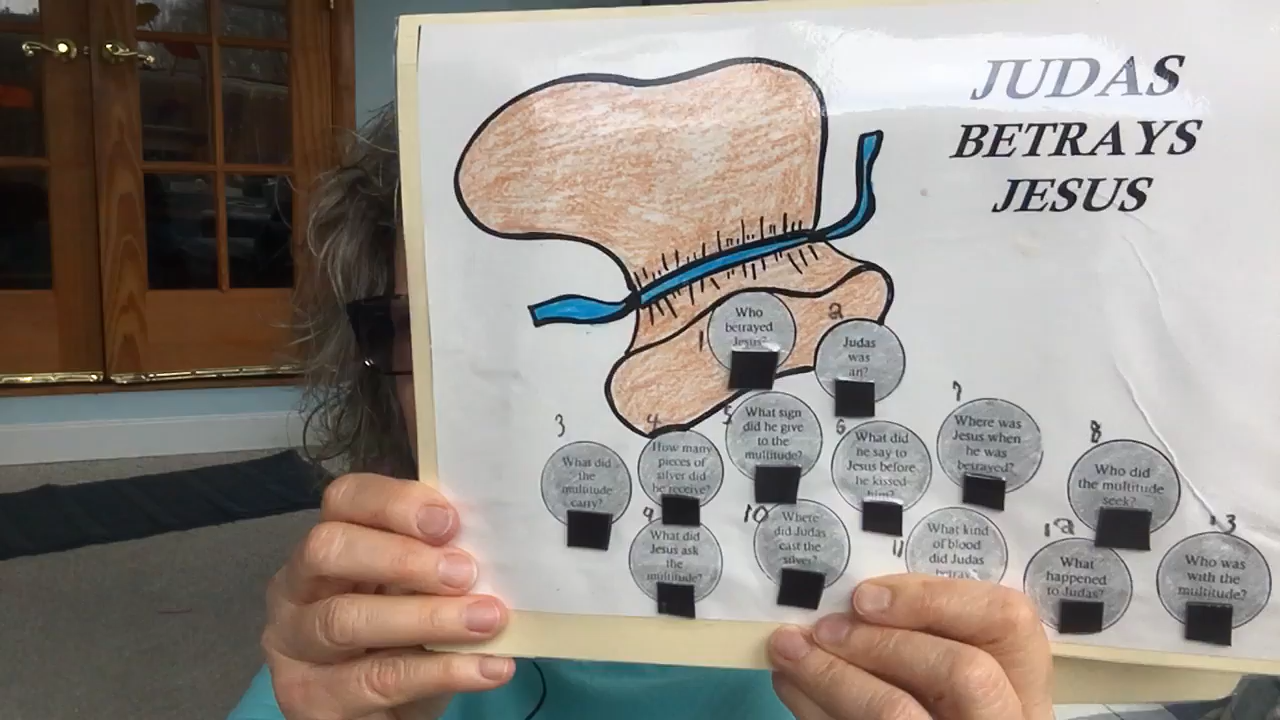 JUDAS
BETRAYS
JESUS
1
Who
betrayed
Jesus?
2
Judas
was
an?
3
What did
the
multitude
carry?
4
How many
pieces of
silver did
he receive?
5
What sign
did he give
to the
multitude?
6
What did
he say to
Jesus before
he kissed
him?
7
Where was
Jesus when
he was
betrayed?
8
Who did
the multitude
seek?
9
What did
Jesus ask
the
multitude?
10
Where
did Judas
cast the
silver?
11
What kind
of blood
did Judas
betray
12
What
happened
to Judas?
13
Who was
with the
multitude?